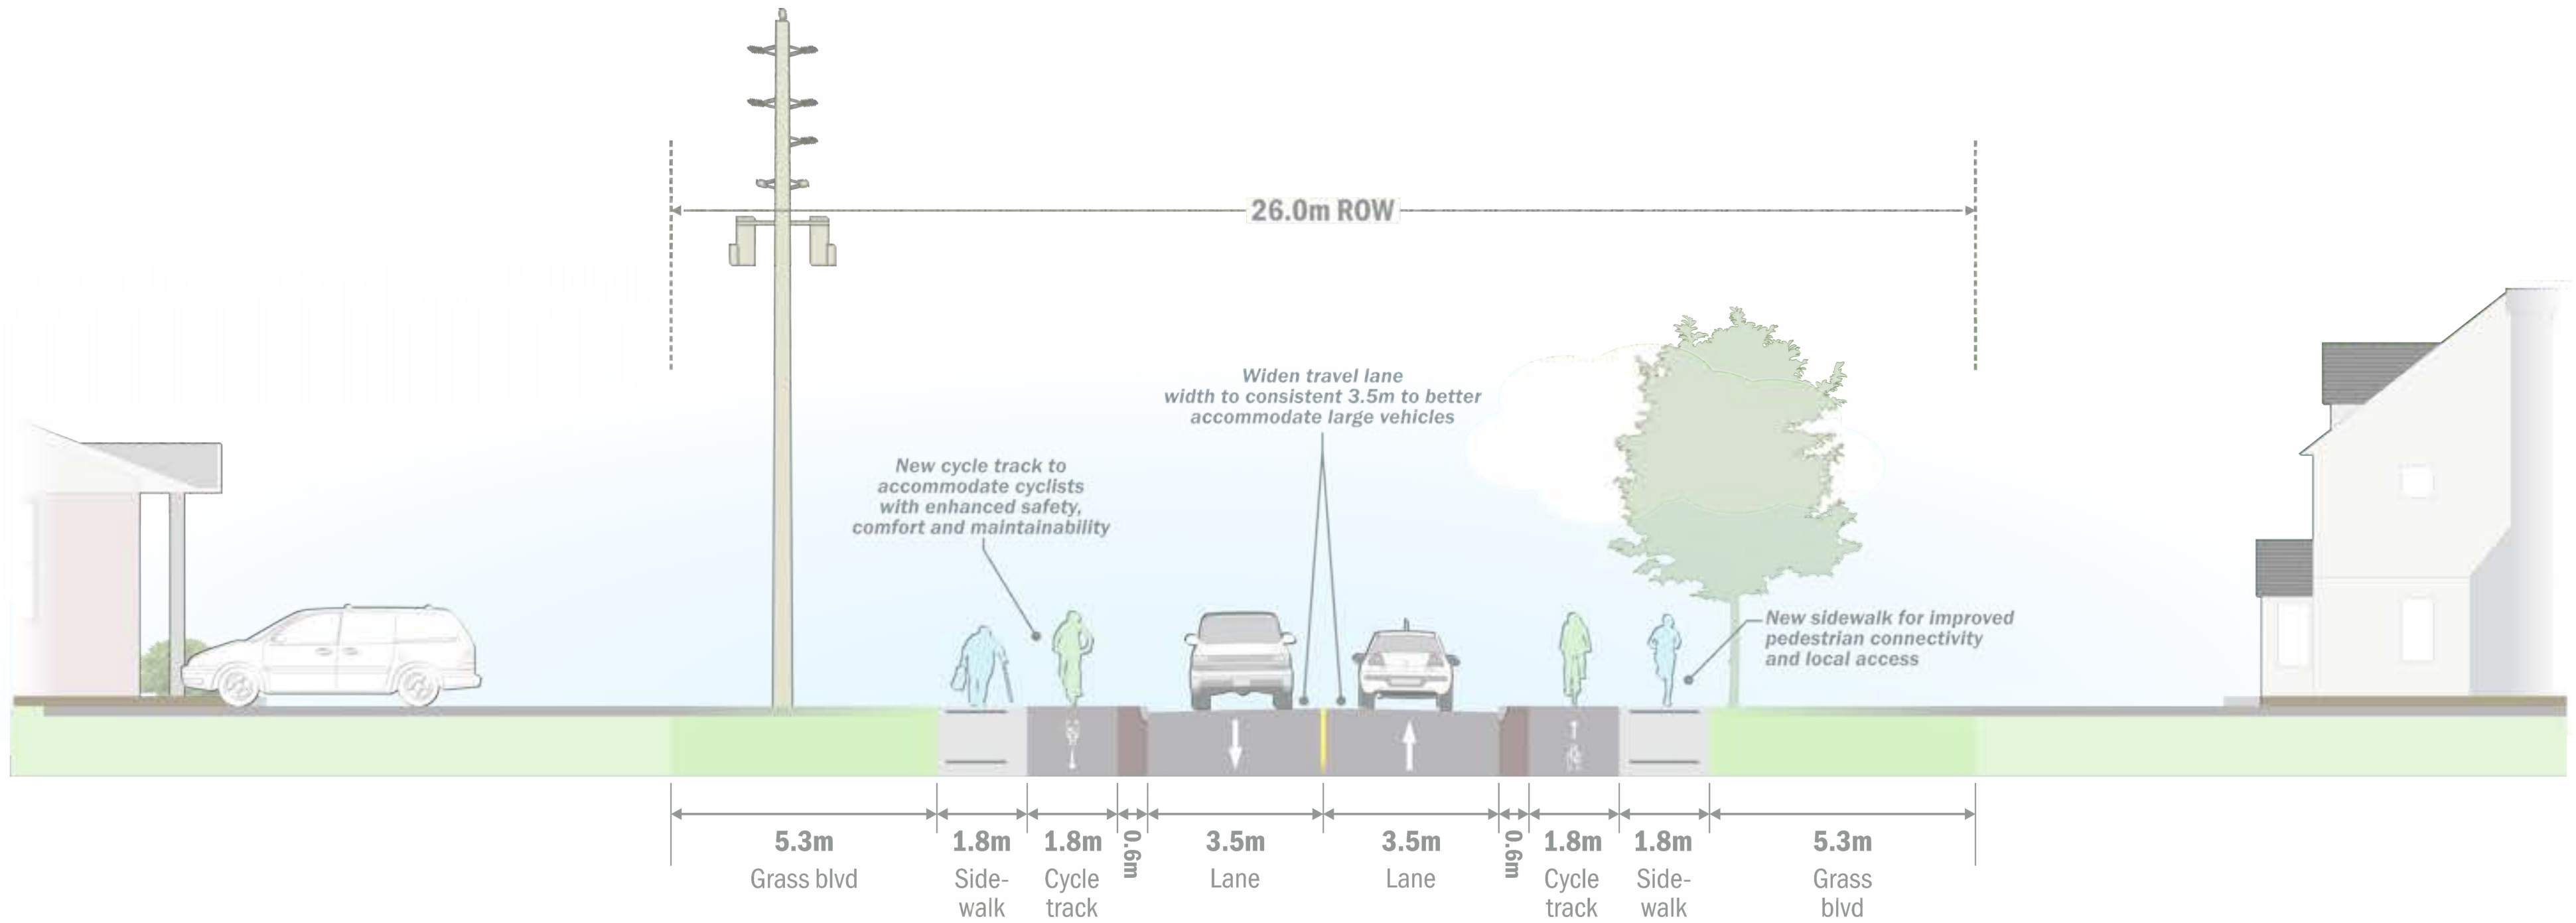 26.0m ROW
Widen travel lane
width to consistent 3.5m to better
accommodate large vehicles
New cycle track to
accommodate cyclists
with enhanced safety,
comfort and maintainability
New sidewalk for improved
pedestrian connectivity
and local access
5.3m
Grass blvd
1.8m
Side-
walk
1.8m
Cycle
track
0.6m
3.5m
Lane
3.5m
Lane
0.6m
1.8m
Cycle
track
1.8m
Side-
walk
5.3m
Grass
blvd